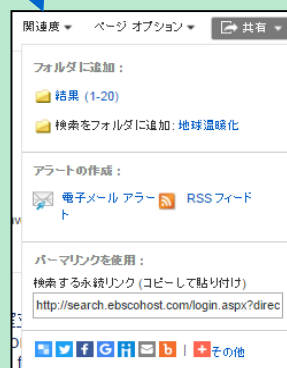 関連度 ページ オプション 共有
フォルダに追加：
結果 (1-20)
検索をフォルダに追加: 地球温暖化
アラートの作成：
電子メール アラート RSS フィード
パーマリンクを使用：
検索する永続リンク (コピーして貼り付け)
http://search.ebscohost.com/login.aspx?direc
その他